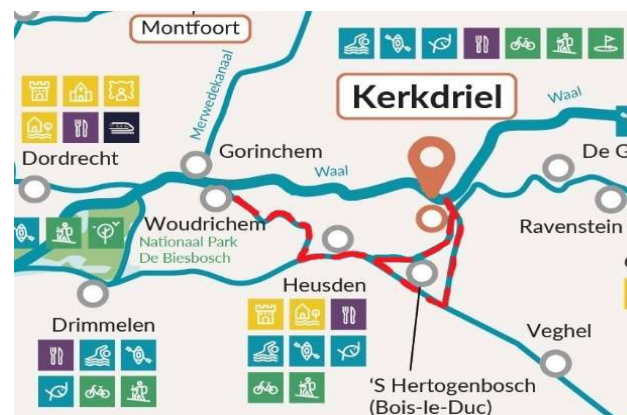 Montfoort
Kerkdriel
Waal
Merwedekanaal
Gorinchem
Waal
Dordrecht
De G
Woudrichem
Nationaal Park
De Biesbosch
Ravenstein
Heusden
Drimmelen
Veghel
'S Hertogenbosch
(Bois-le-Duc)